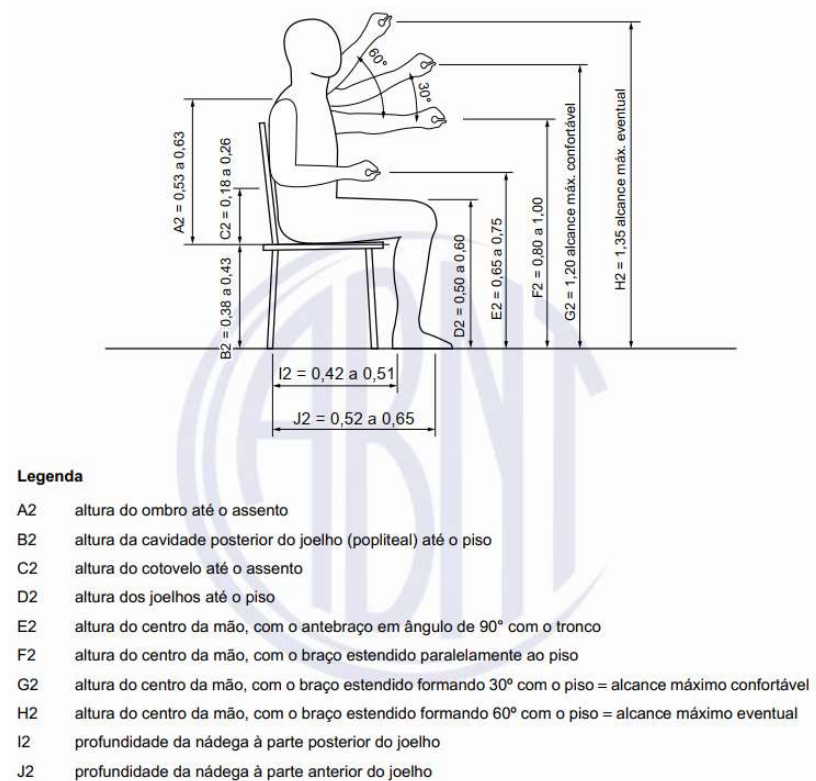 60°
30°
A2 = 0,53 a 0,63
C2 = 0,18 a 0,26
B2 = 0,38 a 0,43
D2 = 0,50 a 0,60
E2 = 0,65 a 0,75
F2 = 0,80 a 1,00
G2 = 1,20 alcance máx. confortável
H2 = 1,35 alcance máx. eventual
I2 = 0,42 a 0,51
J2 = 0,52 a 0,65
ABNT
Legenda
A2 altura do ombro até o assento
B2 altura da cavidade posterior do joelho (popliteal) até o piso
C2 altura do cotovelo até o assento
D2 altura dos joelhos até o piso
E2 altura do centro da mão, com o antebraço em ângulo de 90° com o tronco
F2 altura do centro da mão, com o braço estendido paralelamente ao piso
G2 altura do centro da mão, com o braço estendido formando 30º com o piso = alcance máximo confortável
H2 altura do centro da mão, com o braço estendido formando 60º com o piso = alcance máximo eventual
I2 profundidade da nádega à parte posterior do joelho
J2 profundidade da nádega à parte anterior do joelho